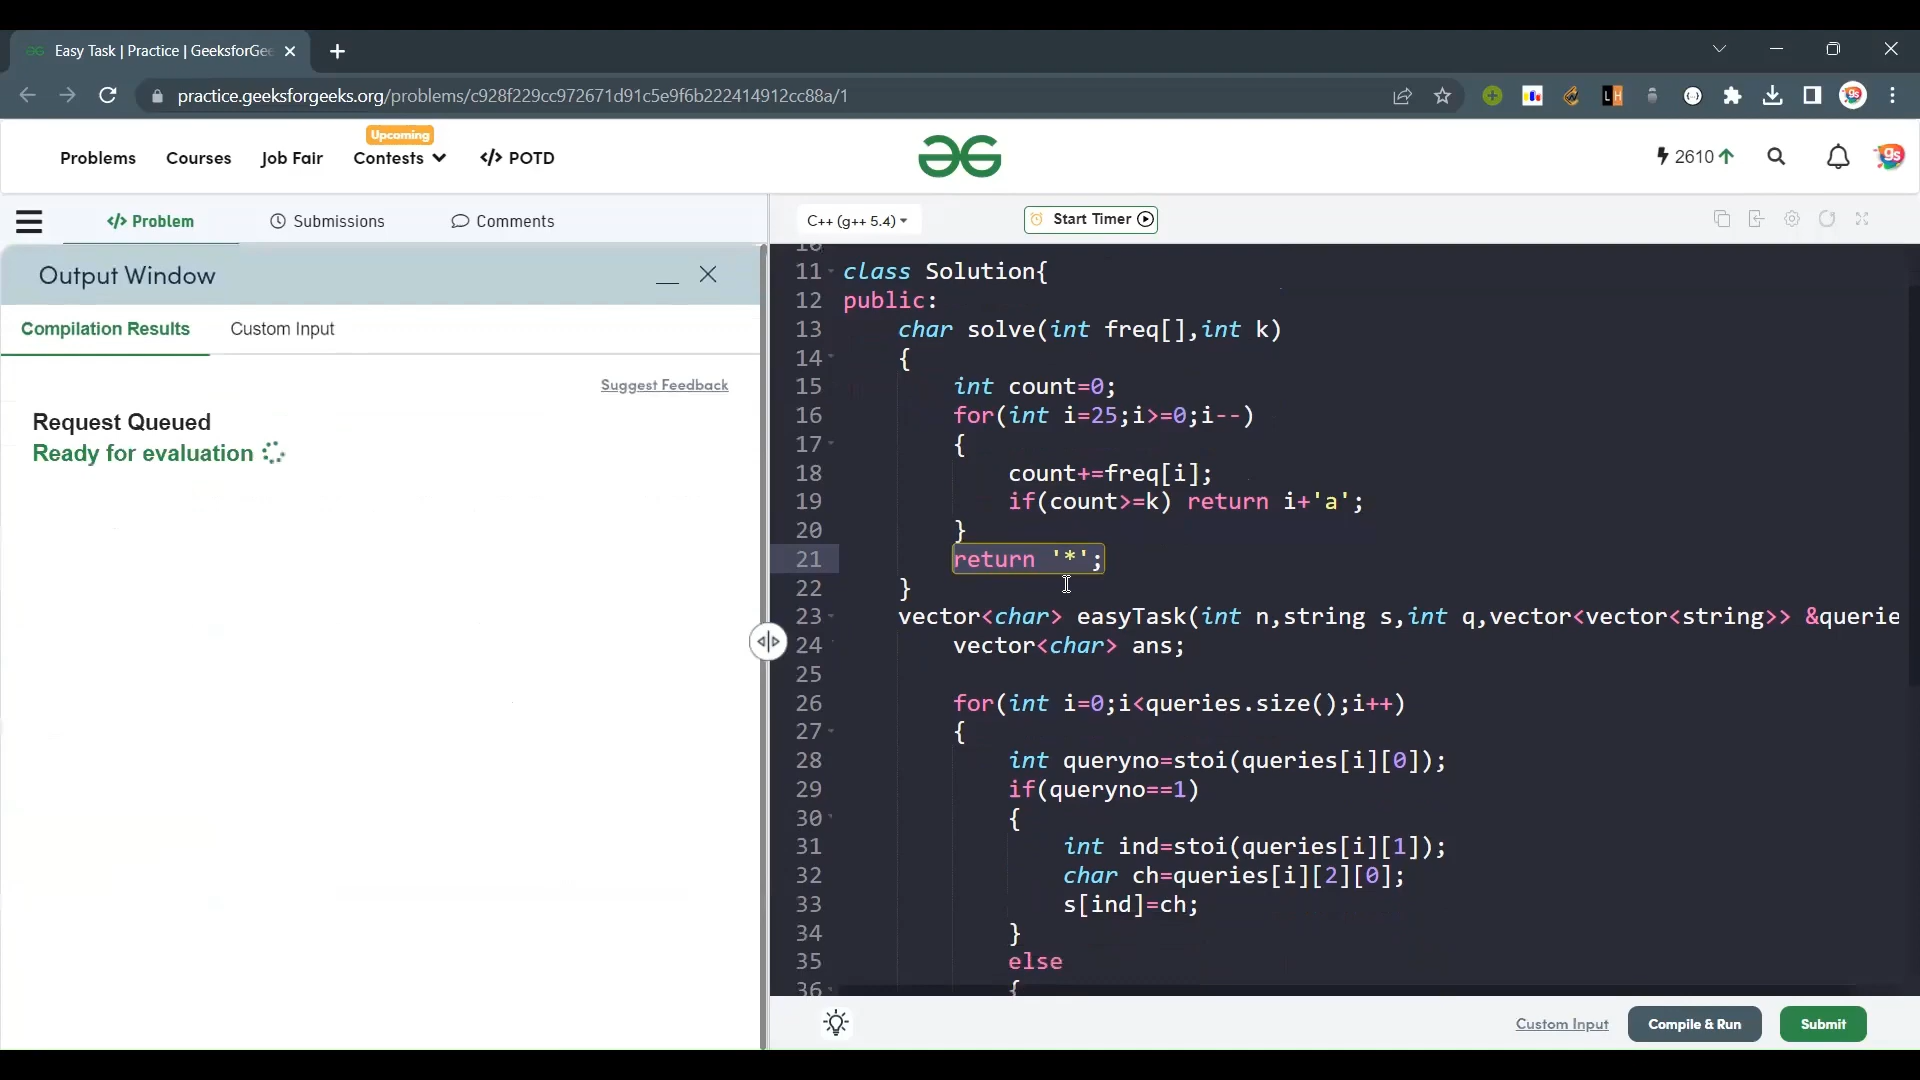 Easy Task | Practice | GeeksforGee
practice.geeksforgeeks.org/problems/c928f229cc972671d91c5e9f6b222414912cc88a/1
Upcoming
Problems Courses Job Fair Contests </> POTD
2610
</> Problem Submissions Comments
C++ (g++ 5.4) Start Timer
Output Window
Compilation Results Custom Input
Suggest Feedback
Request Queued
Ready for evaluation
10
11 class Solution{
12 public:
13 char solve(int freq[],int k)
14 {
15 int count=0;
16 for(int i=25;i>=0;i--)
17 {
18 count+=freq[i];
19 if(count>=k) return i+'a';
20 }
21 return '*';
22 }
23 vector<char> easyTask(int n,string s,int q,vector<vector<string>> &querie
24 vector<char> ans;
25
26 for(int i=0;i<queries.size();i++)
27 {
28 int queryno=stoi(queries[i][0]);
29 if(queryno==1)
30 {
31 int ind=stoi(queries[i][1]);
32 char ch=queries[i][2][0];
33 s[ind]=ch;
34 }
35 else
36 {
Custom Input Compile & Run Submit